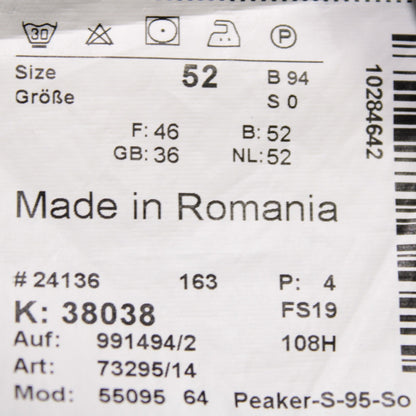 30 P
Size 52 B 94
Größe S 0
F: 46 B: 52
GB: 36 NL: 52
10284642
Made in Romania
# 24136 163 P: 4
K: 38038 FS19
Auf: 991494/2 108H
Art: 73295/14
Mod: 55095 64 Peaker-S-95-So